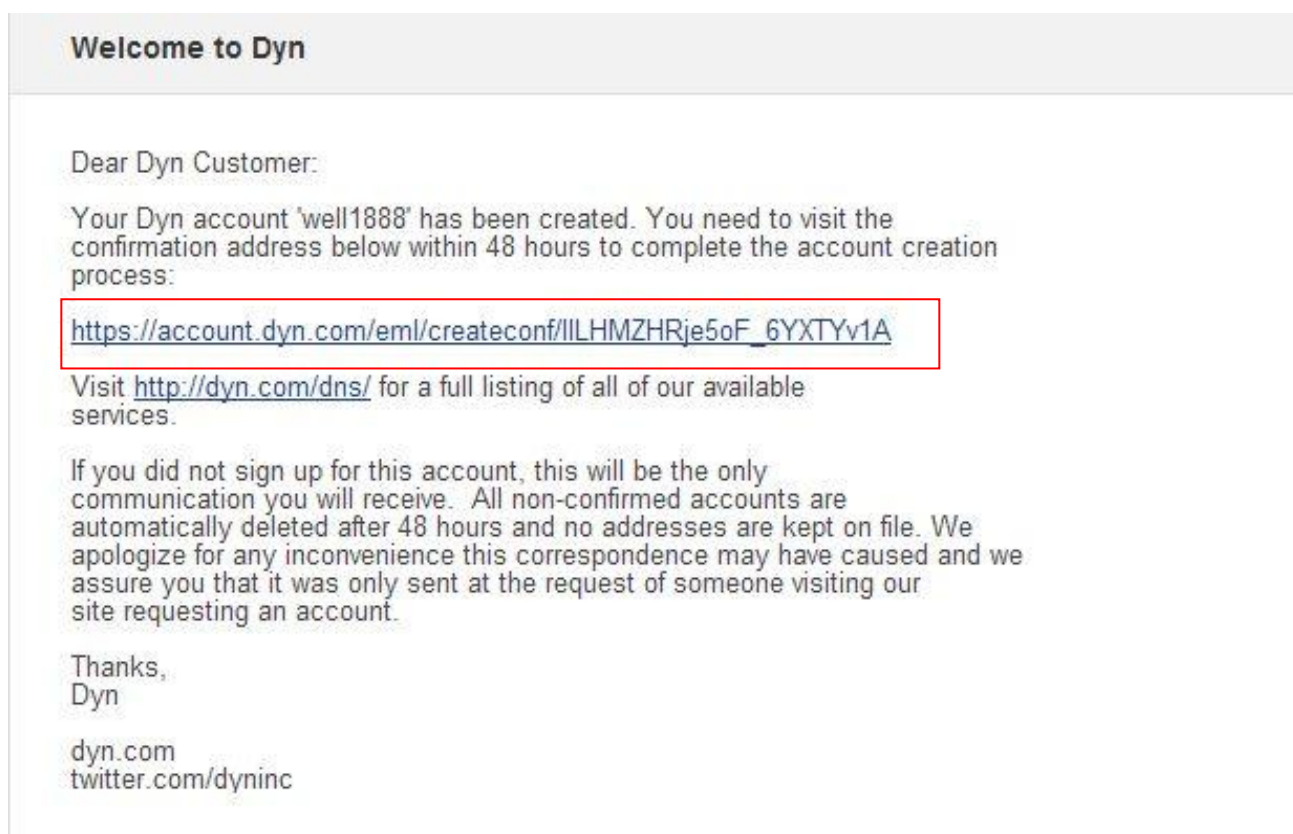 Welcome to Dyn
Dear Dyn Customer:
Your Dyn account 'well1888' has been created. You need to visit the
confirmation address below within 48 hours to complete the account creation
process:
https://account.dyn.com/eml/createconf/IlLHMZHRje5oF_6YXTYv1A
Visit http://dyn.com/dns/ for a full listing of all of our available
services.
If you did not sign up for this account, this will be the only
communication you will receive.  All non-confirmed accounts are
automatically deleted after 48 hours and no addresses are kept on file. We
apologize for any inconvenience this correspondence may have caused and we
assure you that it was only sent at the request of someone visiting our
site requesting an account.
Thanks,
Dyn
dyn.com
twitter.com/dyninc